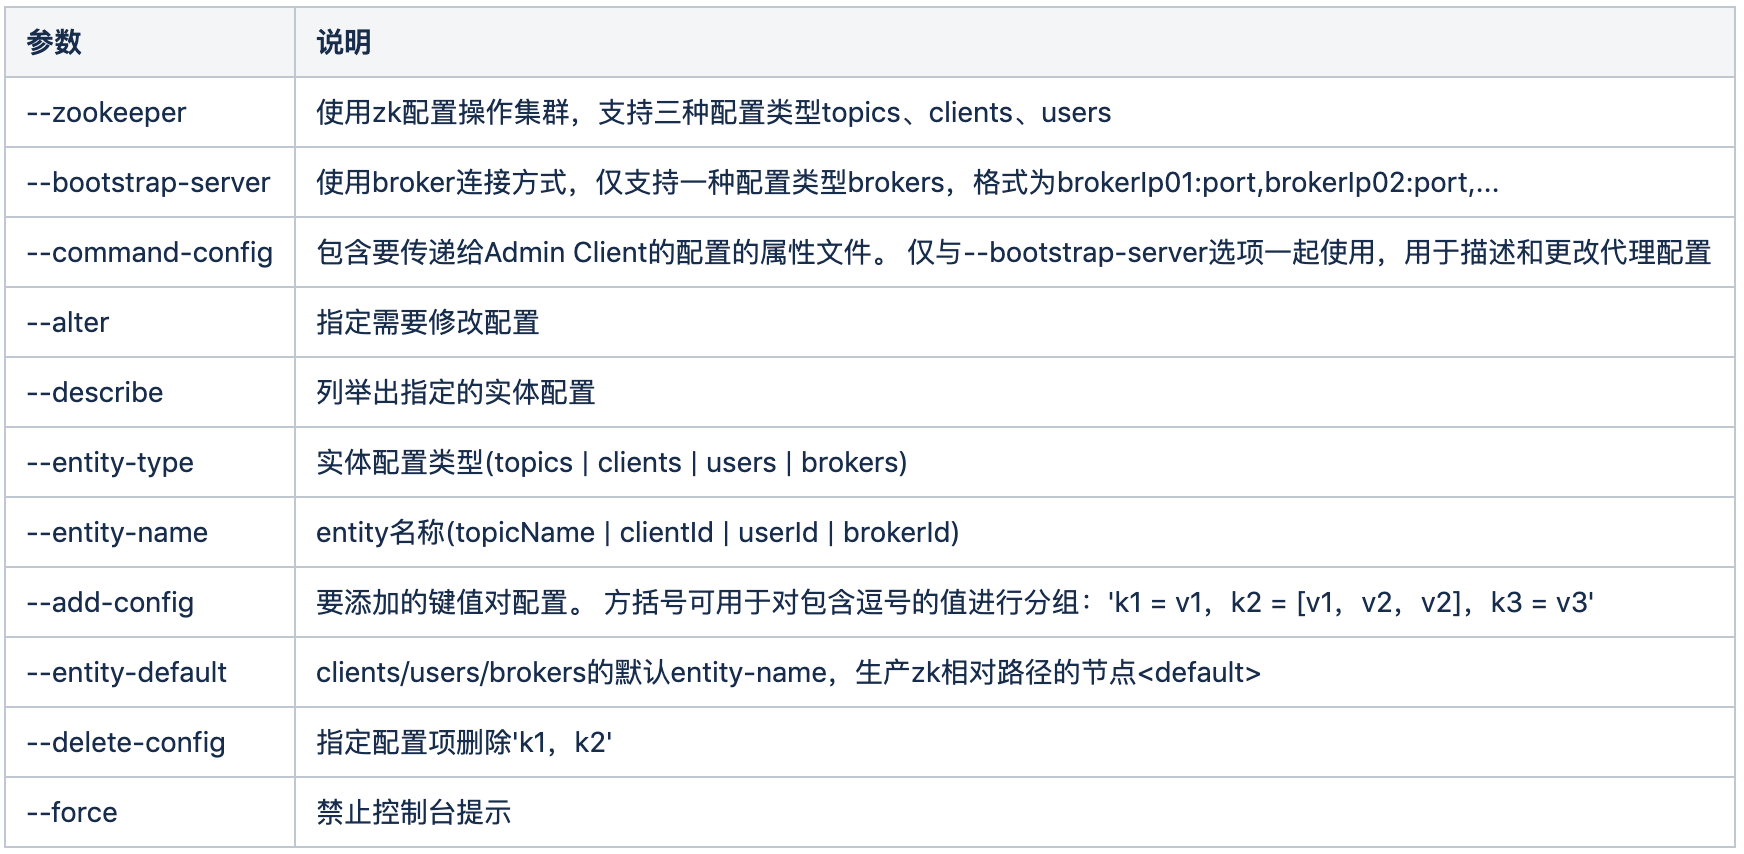 参数 说明
--zookeeper 使用zk配置操作集群，支持三种配置类型topics、clients、users
--bootstrap-server 使用broker连接方式，仅支持一种配置类型brokers，格式为brokerIp01:port,brokerIp02:port,...
--command-config 包含要传递给Admin Client的配置的属性文件。 仅与--bootstrap-server选项一起使用，用于描述和更改代理配置
--alter 指定需要修改配置
--describe 列举出指定的实体配置
--entity-type 实体配置类型(topics | clients | users | brokers)
--entity-name entity名称(topicName | clientId | userId | brokerId)
--add-config 要添加的键值对配置。 方括号可用于对包含逗号的值进行分组：'k1 = v1，k2 = [v1，v2，v2]，k3 = v3'
--entity-default clients/users/brokers的默认entity-name，生产zk相对路径的节点<default>
--delete-config 指定配置项删除'k1，k2'
--force 禁止控制台提示